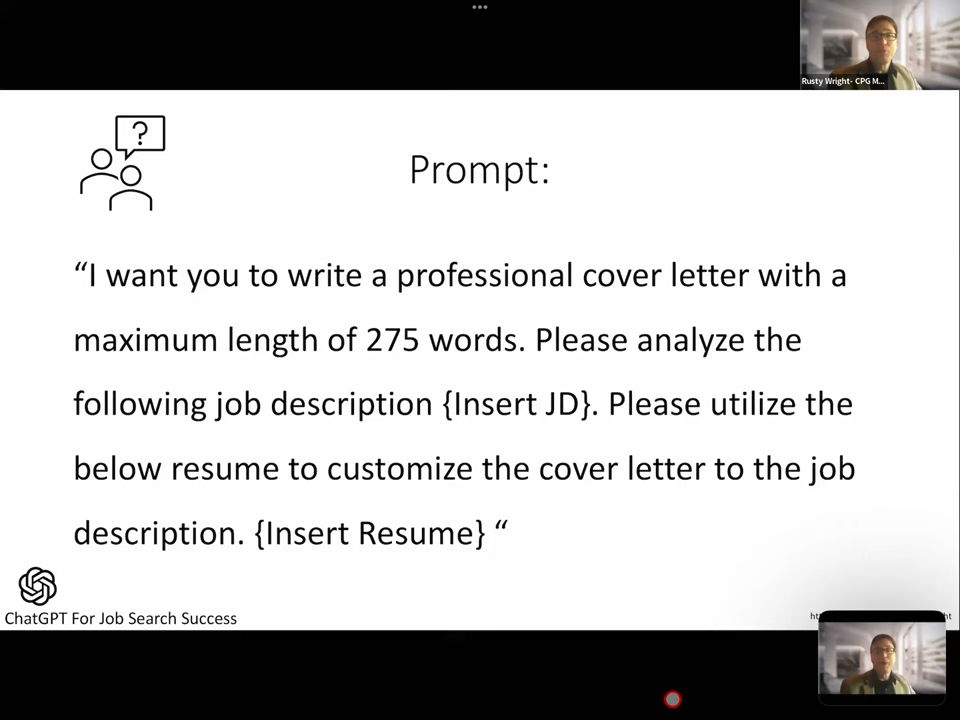 Rusty Wright- CPG M...
?
Prompt:
“I want you to write a professional cover letter with a
maximum length of 275 words. Please analyze the
following job description {Insert JD}. Please utilize the
below resume to customize the cover letter to the job
description. {Insert Resume} “
ChatGPT For Job Search Success